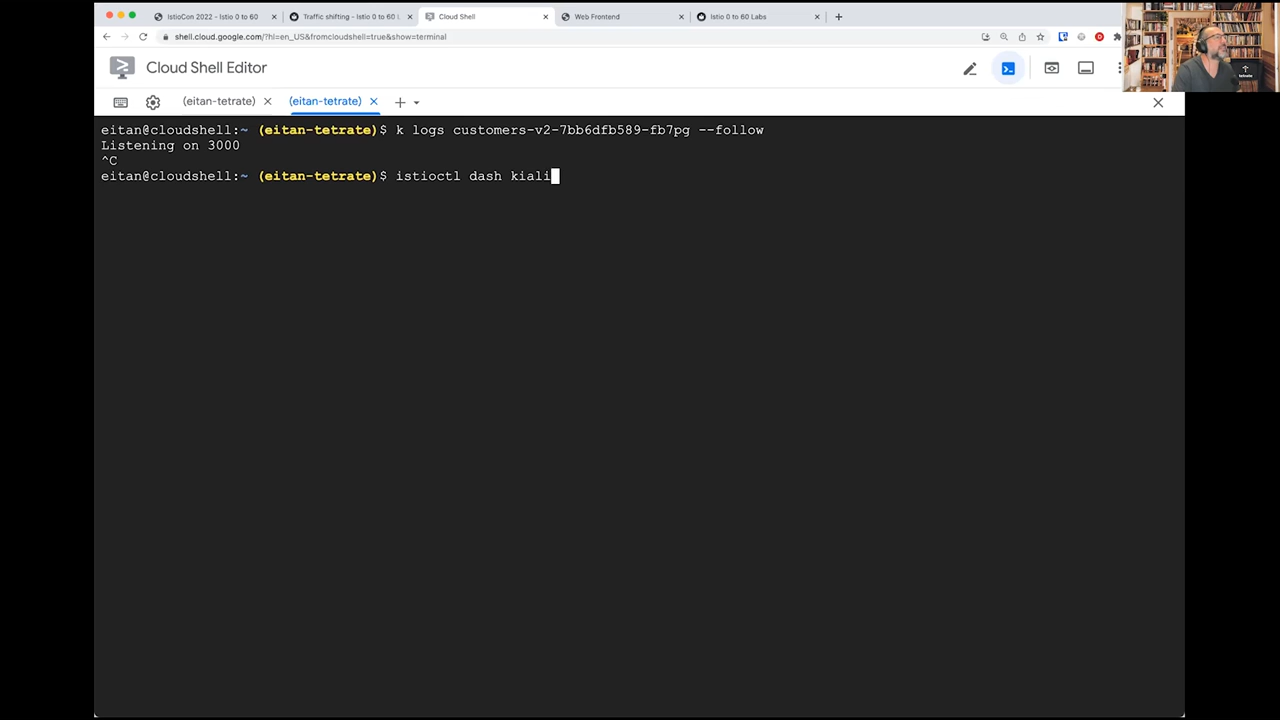 IstioCon 2022 - Istio 0 to 60
Traffic shifting - Istio 0 to 60 L
Cloud Shell
Web Frontend
Istio 0 to 60 Labs
shell.cloud.google.com/?hl=en_US&fromcloudshell=true&show=terminal
Cloud Shell Editor
(eitan-tetrate)
(eitan-tetrate)
eitan@cloudshell:~ (eitan-tetrate)$ k logs customers-v2-7bb6dfb589-fb7pg --follow
Listening on 3000
^C
eitan@cloudshell:~ (eitan-tetrate)$ istioctl dash kiali
tetrate